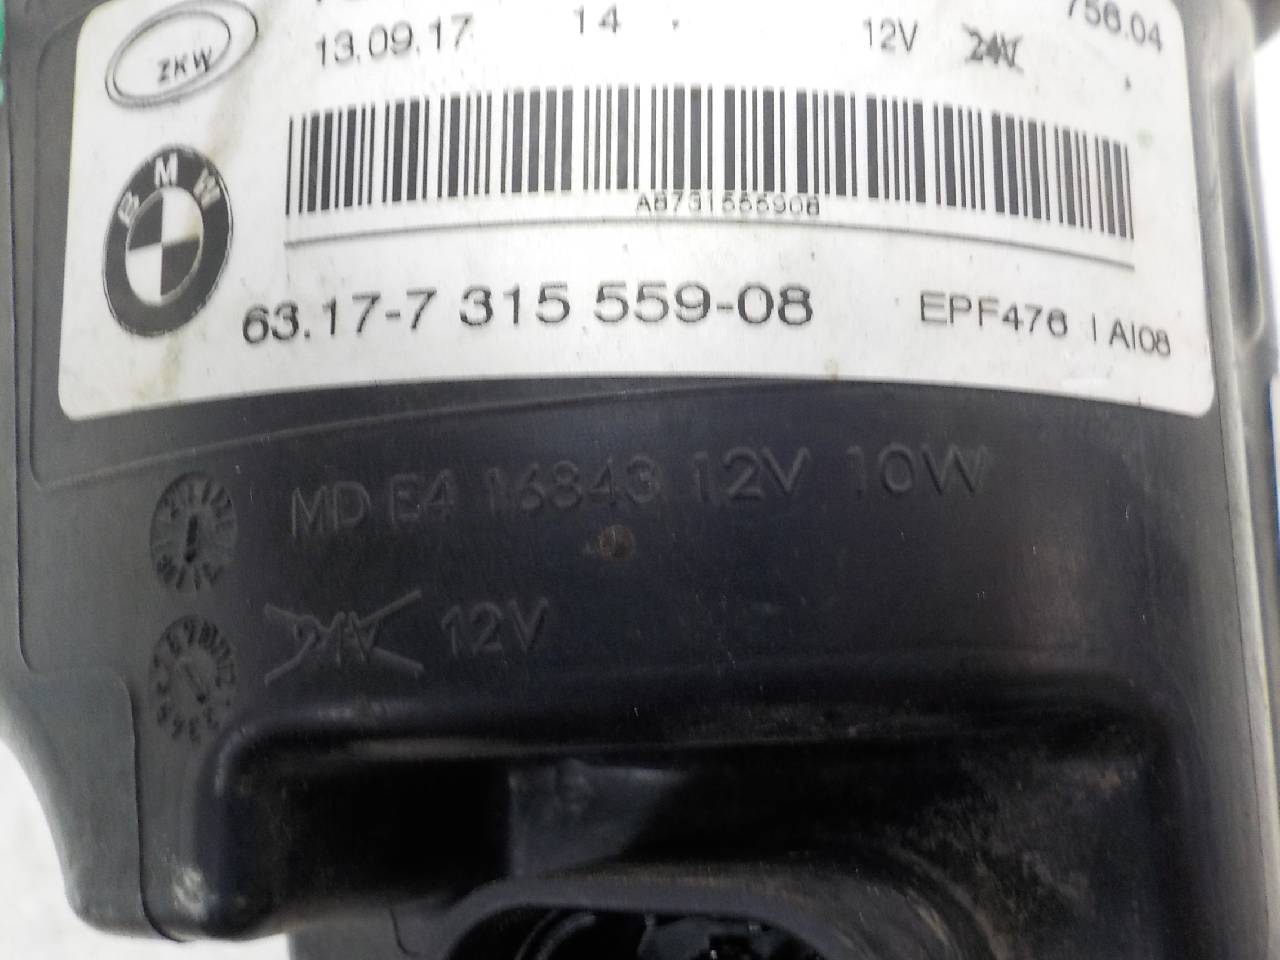 ZKW
13.09.17 14 12V 24V 756.04
BMW
A8731555908
63.17-7 315 559-08 EPF476 IAI08
MD E4 16843 12V 10W
24V 12V